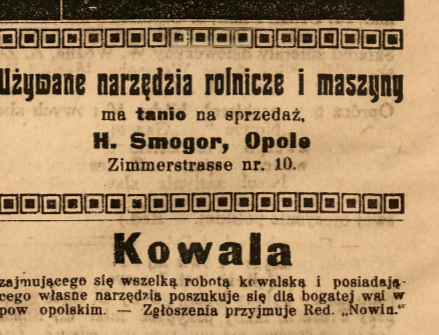 Używane narzędzia rolnicze i maszyny
ma tanio na sprzedaż,
H. Smogor, Opole
Zimmerstrasse nr. 10.
Kowala
zajmującego się wszelką robotą kowalską i posiadają-
cego własne narzędzia poszukuje się dla bogatej wsi w
pow opolskim. — Zgłoszenia przyjmuje Red. „Nowin.“